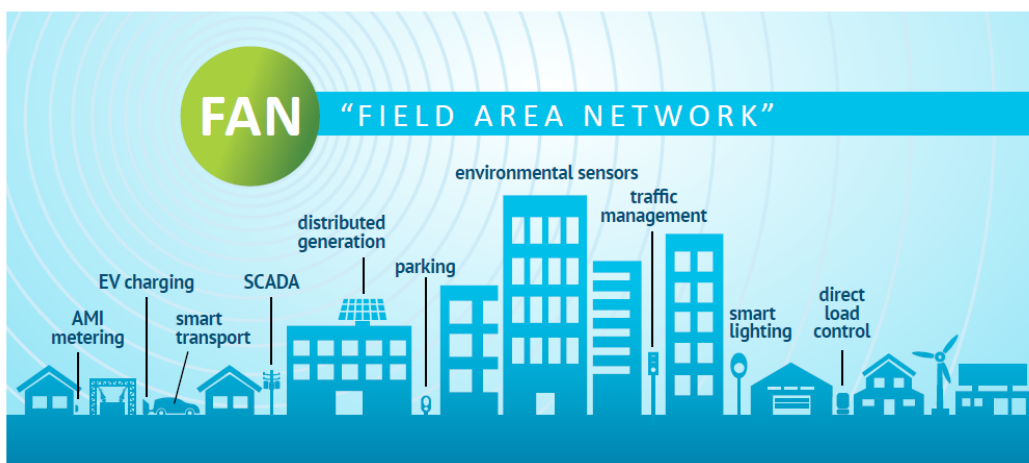 FAN
“FIELD AREA NETWORK”
environmental sensors
traffic
management
distributed
generation
parking
EV charging
SCADA
AMI
metering
smart
transport
smart
lighting
direct
load
control